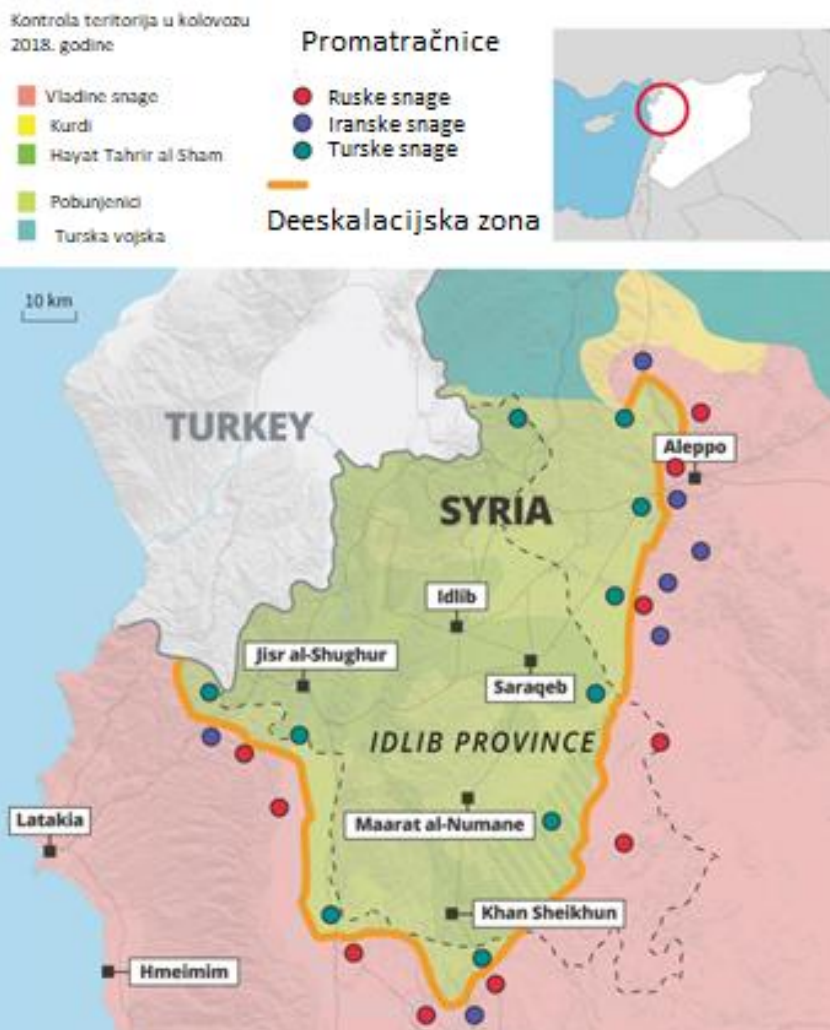 Kontrola teritorija u kolovozu
2018. godine
Vladine snage
Kurdi
Hayat Tahrir al Sham
Pobunjenici
Turska vojska
Promatračnice
Ruske snage
Iranske snage
Turske snage
Deeskalacijska zona
10 km
TURKEY
Aleppo
SYRIA
Idlib
Jisr al-Shughur
Saraqeb
IDLIB PROVINCE
Latakia
Maarat al-Numane
Khan Sheikhun
Hmeimim